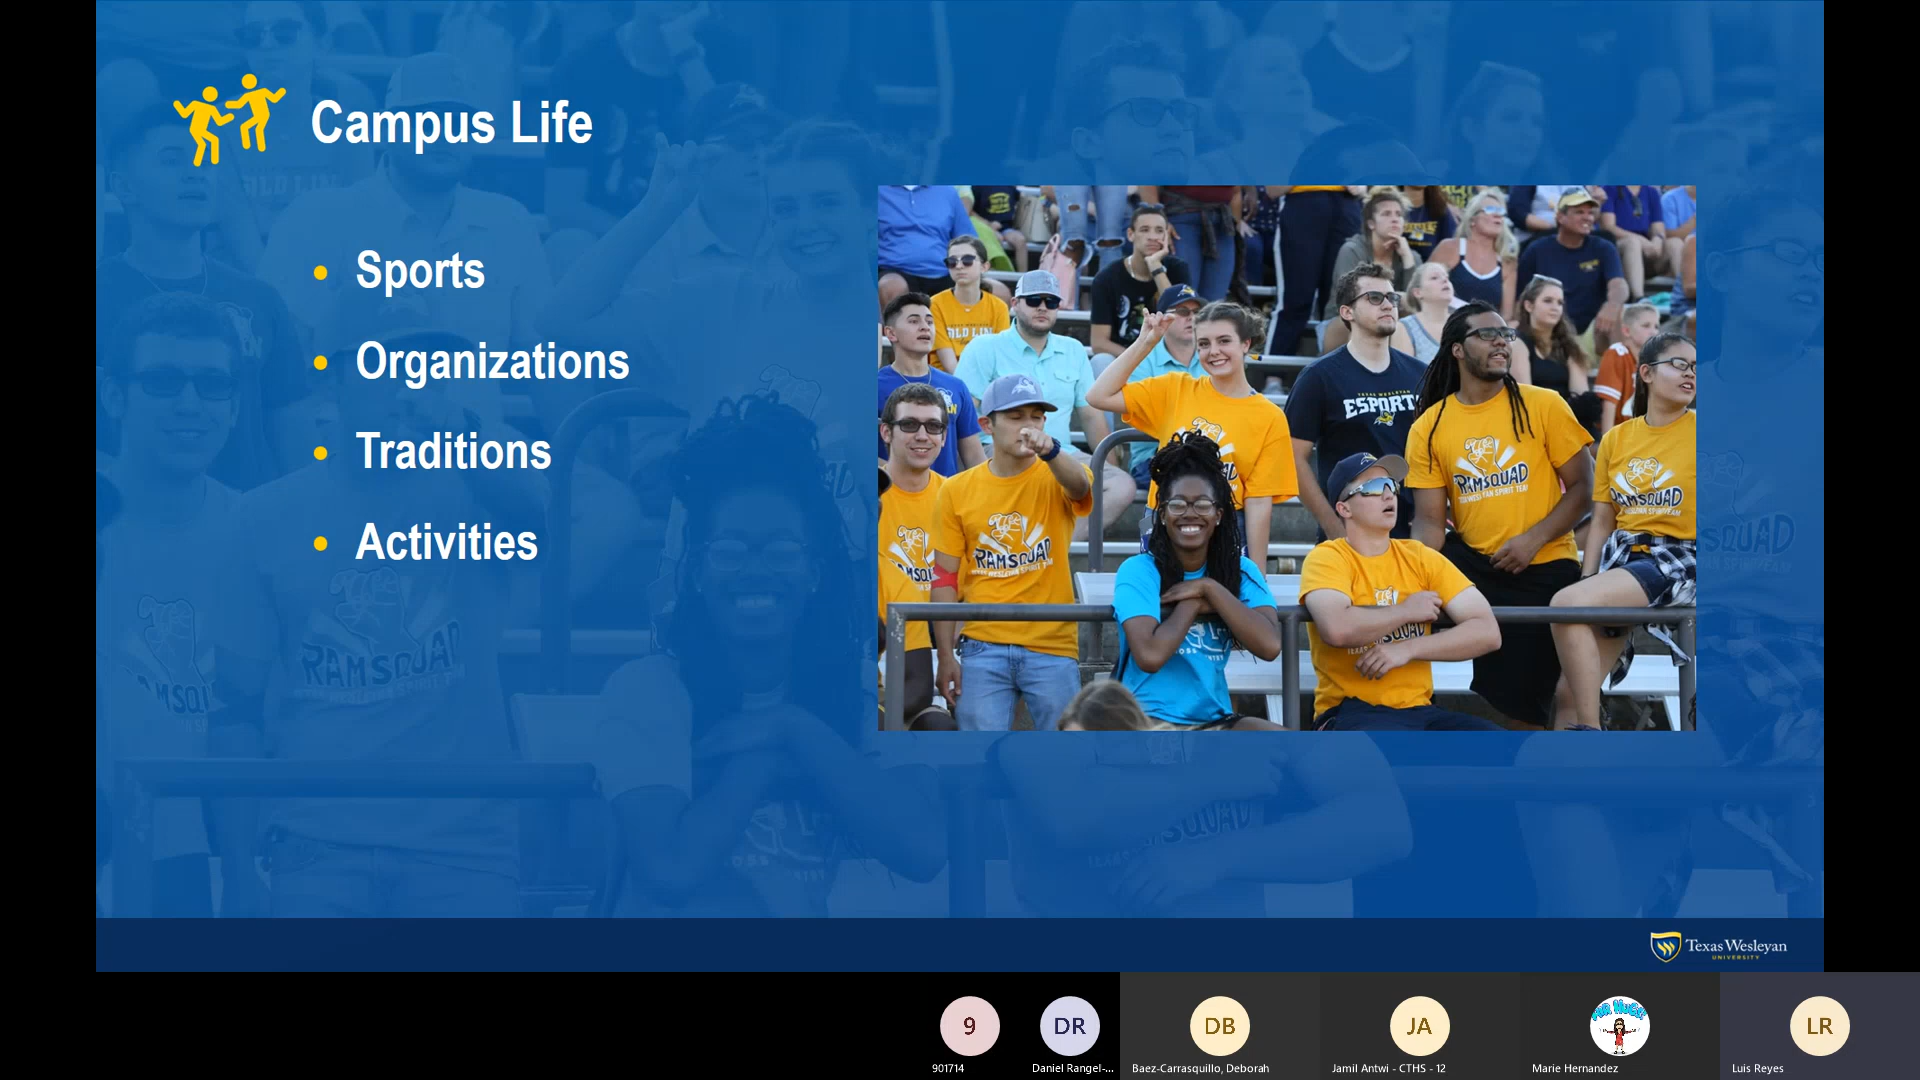 Campus Life
• Sports
• Organizations
• Traditions
• Activities
ESPORTS
RAMSQUAD
RAMSQUAD
RAMSQUAD
Texas Wesleyan
UNIVERSITY
9
DR
DB
JA
LR
901714
Daniel Rangel-...
Baez-Carrasquillo, Deborah
Jamil Antwi - CTHS - 12
Marie Hernandez
Luis Reyes